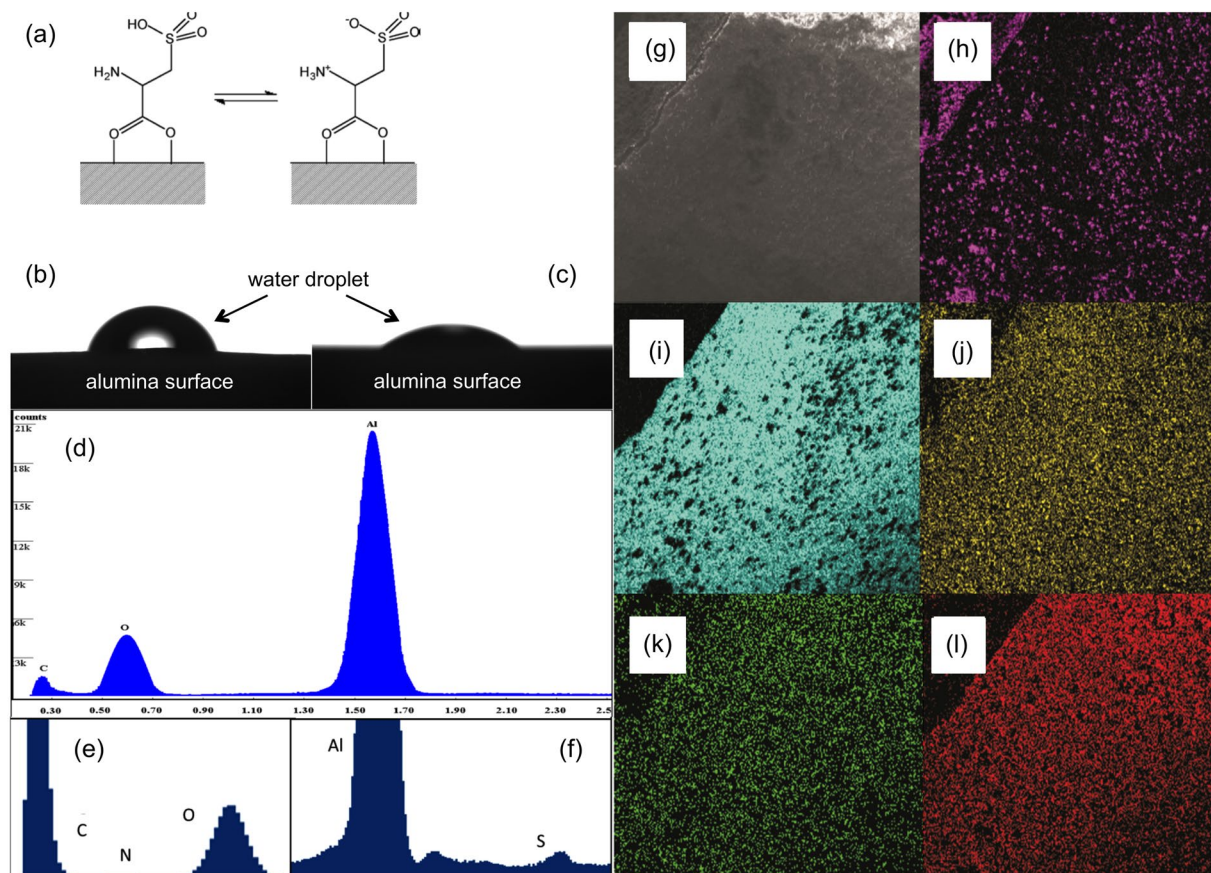 (a)
HO
O
S
O
H₂N
O
O
⁻O
O
S
O
H₃N⁺
O
O
(b)
water droplet
(c)
alumina surface
alumina surface
counts
21k
18k
15k
12k
9k
6k
3k
(d)
Al
O
C
0.30 0.50 0.70 0.90 1.10 1.30 1.50 1.70 1.90 2.10 2.30 2.5
(e)
C
N
O
(f)
Al
S
(g)
(h)
(i)
(j)
(k)
(l)